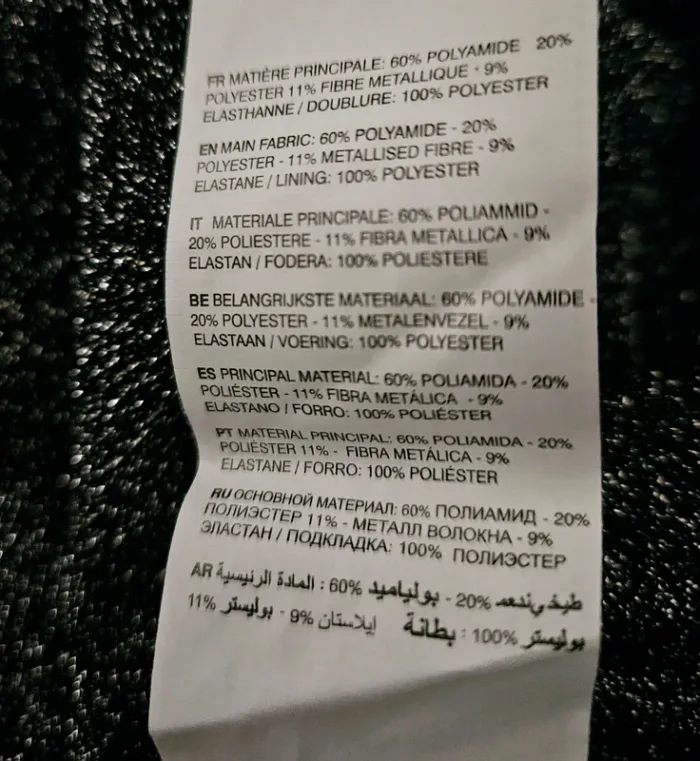 FR MATIÈRE PRINCIPALE: 60% POLYAMIDE 20%
POLYESTER 11% FIBRE METALLIQUE - 9%
ELASTHANNE / DOUBLURE: 100% POLYESTER
EN MAIN FABRIC: 60% POLYAMIDE - 20%
POLYESTER - 11% METALLISED FIBRE - 9%
ELASTANE / LINING: 100% POLYESTER
IT MATERIALE PRINCIPALE: 60% POLIAMMID -
20% POLIESTERE - 11% FIBRA METALLICA - 9%
ELASTAN / FODERA: 100% POLIESTERE
BE BELANGRIJKSTE MATERIAAL: 60% POLYAMIDE -
20% POLYESTER - 11% METALENVEZEL - 9%
ELASTAAN / VOERING: 100% POLYESTER
ES PRINCIPAL MATERIAL: 60% POLIAMIDA - 20%
POLIÉSTER - 11% FIBRA METÁLICA - 9%
ELASTANO / FORRO: 100% POLIÉSTER
PT MATERIAL PRINCIPAL: 60% POLIAMIDA - 20%
POLIÉSTER 11% - FIBRA METÁLICA - 9%
ELASTANE / FORRO: 100% POLIÉSTER
RU ОСНОВНОЙ МАТЕРИАЛ: 60% ПОЛИАМИД - 20%
ПОЛИЭСТЕР 11% - МЕТАЛЛ ВОЛОКНА - 9%
ЭЛАСТАН / ПОДКЛАДКА: 100% ПОЛИЭСТЕР
AR المادة الرئيسية : 60% بولياميد - 20%
11% بوليستر - 9% إيلاستان بطانة : 100% بوليستر